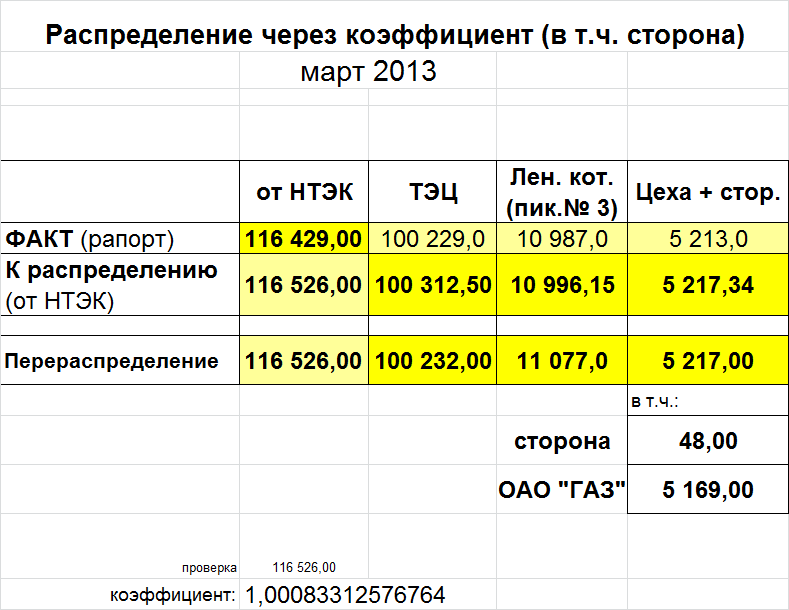 Распределение через коэффициент (в т.ч. сторона)
март 2013
от НТЭК ТЭЦ Лен. кот. (пик.№ 3) Цеха + стор.
ФАКТ (рапорт) 116 429,00 100 229,0 10 987,0 5 213,0
К распределению (от НТЭК) 116 526,00 100 312,50 10 996,15 5 217,34
Перераспределение 116 526,00 100 232,00 11 077,0 5 217,00
в т.ч.:
сторона 48,00
ОАО "ГАЗ" 5 169,00
проверка 116 526,00
коэффициент: 1,00083312576764